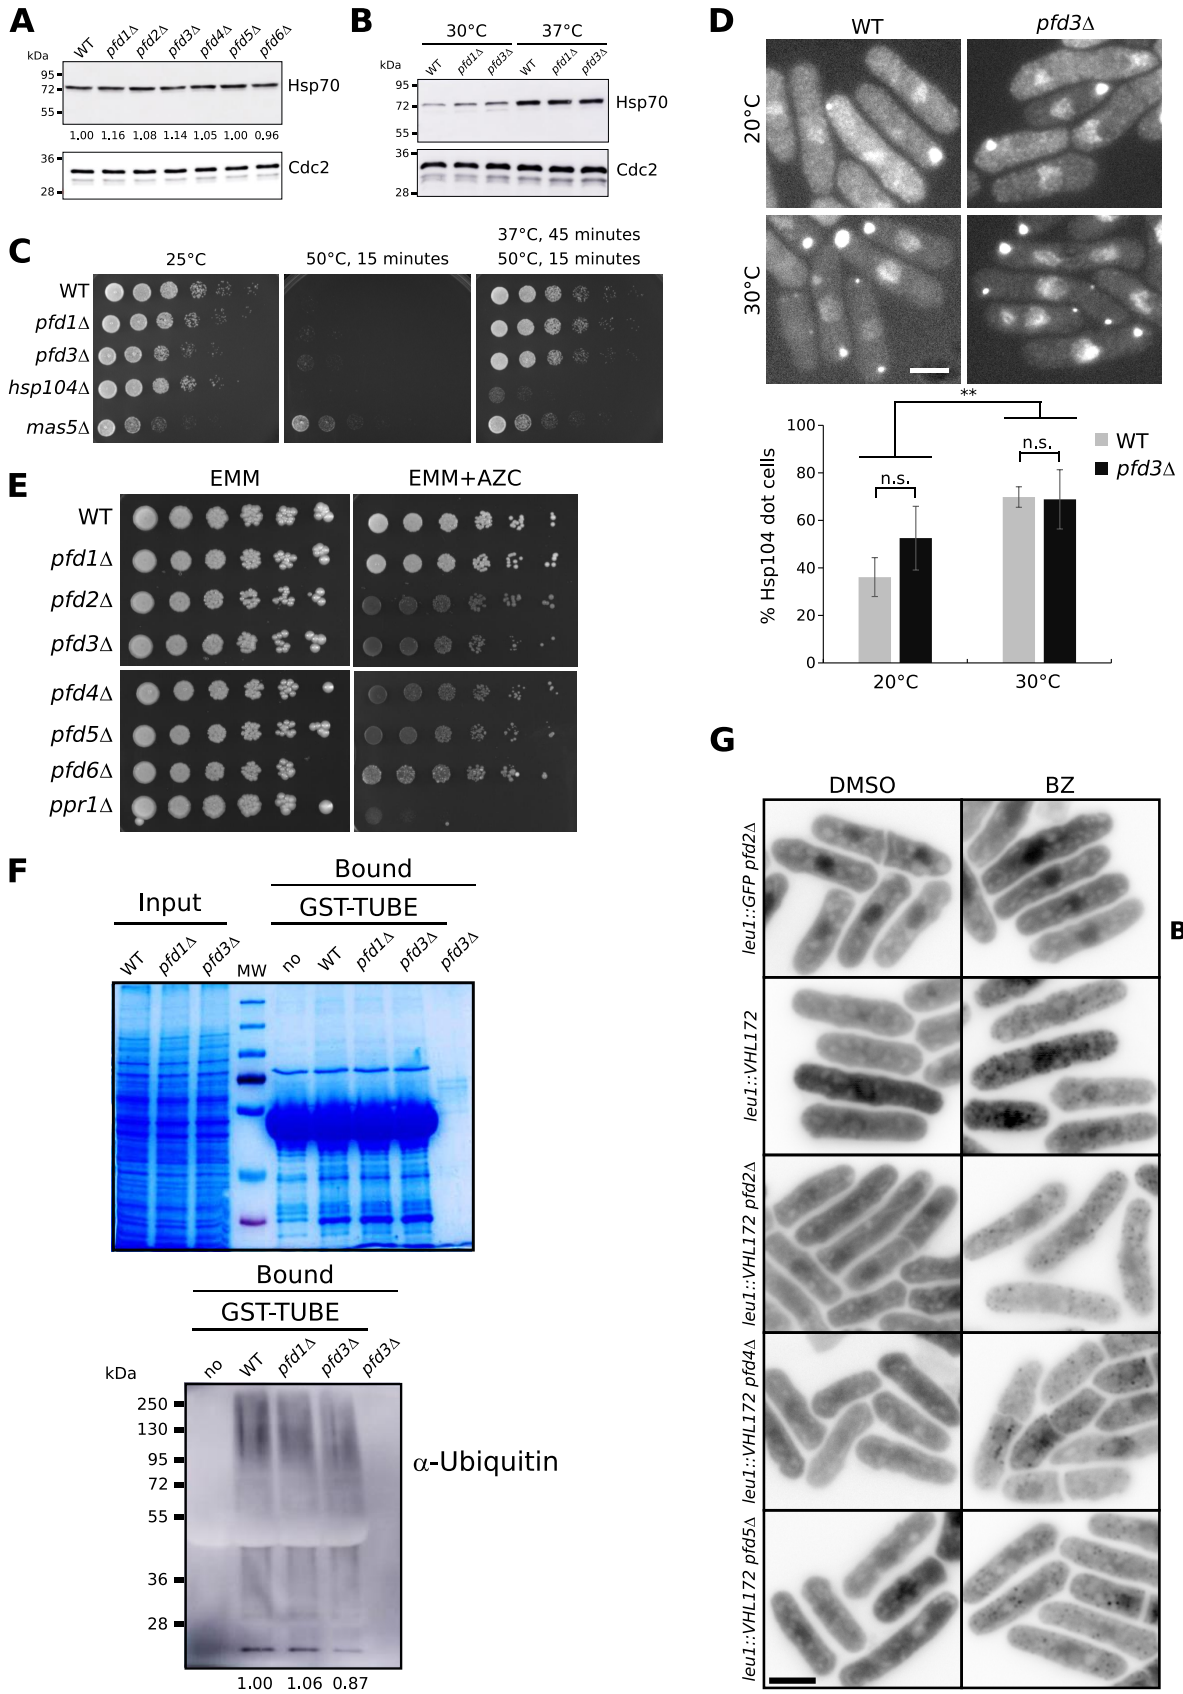 A
WT pfd1Δ pfd2Δ pfd3Δ pfd4Δ pfd5Δ pfd6Δ
kDa
95
72
55
Hsp70
1.00 1.16 1.08 1.14 1.05 1.00 0.96
36
28
Cdc2
B
30°C 37°C
WT pfd1Δ pfd3Δ WT pfd1Δ pfd3Δ
kDa
95
72
55
Hsp70
36
28
Cdc2
C
25°C
50°C, 15 minutes
37°C, 45 minutes
50°C, 15 minutes
WT
pfd1Δ
pfd3Δ
hsp104Δ
mas5Δ
D
WT pfd3Δ
20°C
30°C
% Hsp104 dot cells
100
80
60
40
20
0
**
n.s. n.s.
WT
pfd3Δ
20°C 30°C
E
EMM EMM+AZC
WT
pfd1Δ
pfd2Δ
pfd3Δ
pfd4Δ
pfd5Δ
pfd6Δ
ppr1Δ
F
Bound
Input GST-TUBE
WT pfd1Δ pfd3Δ MW no WT pfd1Δ pfd3Δ pfd3Δ
Bound
GST-TUBE
no WT pfd1Δ pfd3Δ pfd3Δ
kDa
250
130
95
72
55
36
28
α-Ubiquitin
1.00 1.06 0.87
G
DMSO BZ
leu1::GFP pfd2Δ
leu1::VHL172
leu1::VHL172 pfd2Δ
leu1::VHL172 pfd4Δ
leu1::VHL172 pfd5Δ
B